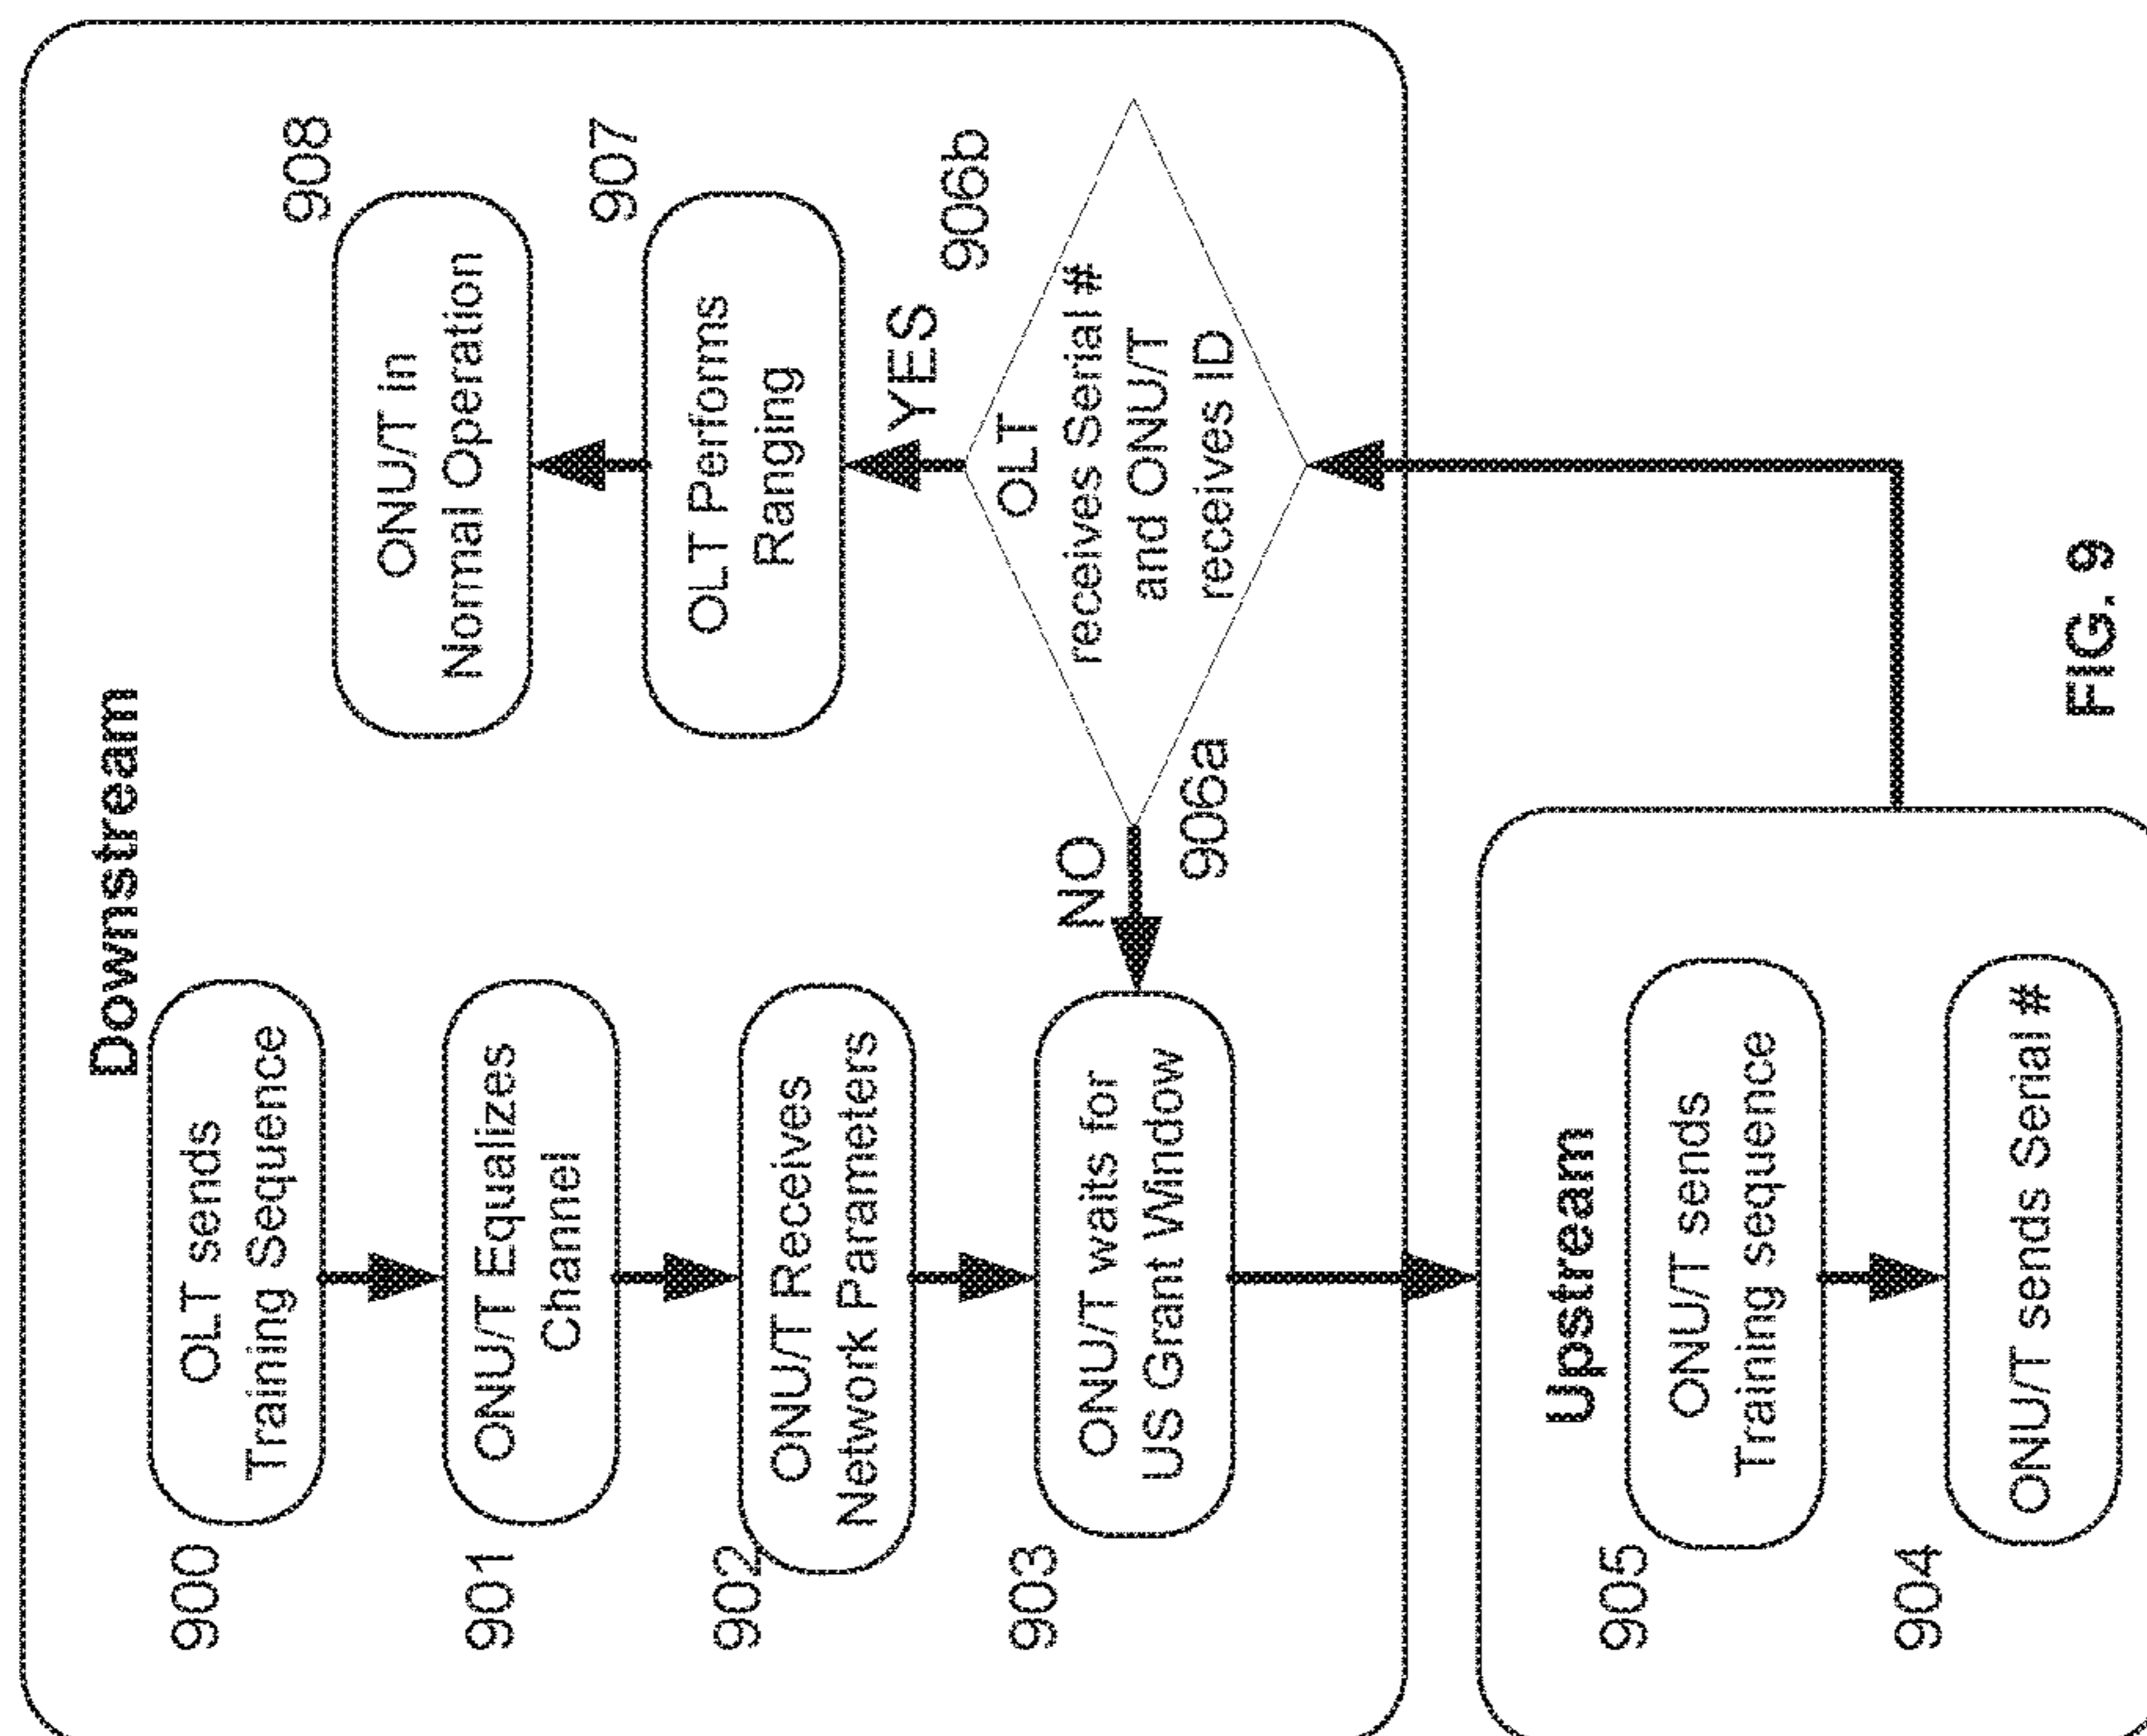 Downstream
900
OLT sends
Training Sequence
901
ONU/T Equalizes
Channel
902
ONU/T Receives
Network Parameters
903
ONU/T waits for
US Grant Window
908
ONU/T in
Normal Operation
907
OLT Performs
Ranging
YES
906b
OLT
receives Serial #
and ONU/T
receives ID
NO
906a
Upstream
905
ONU/T sends
Training sequence
904
ONU/T sends Serial #
FIG. 9